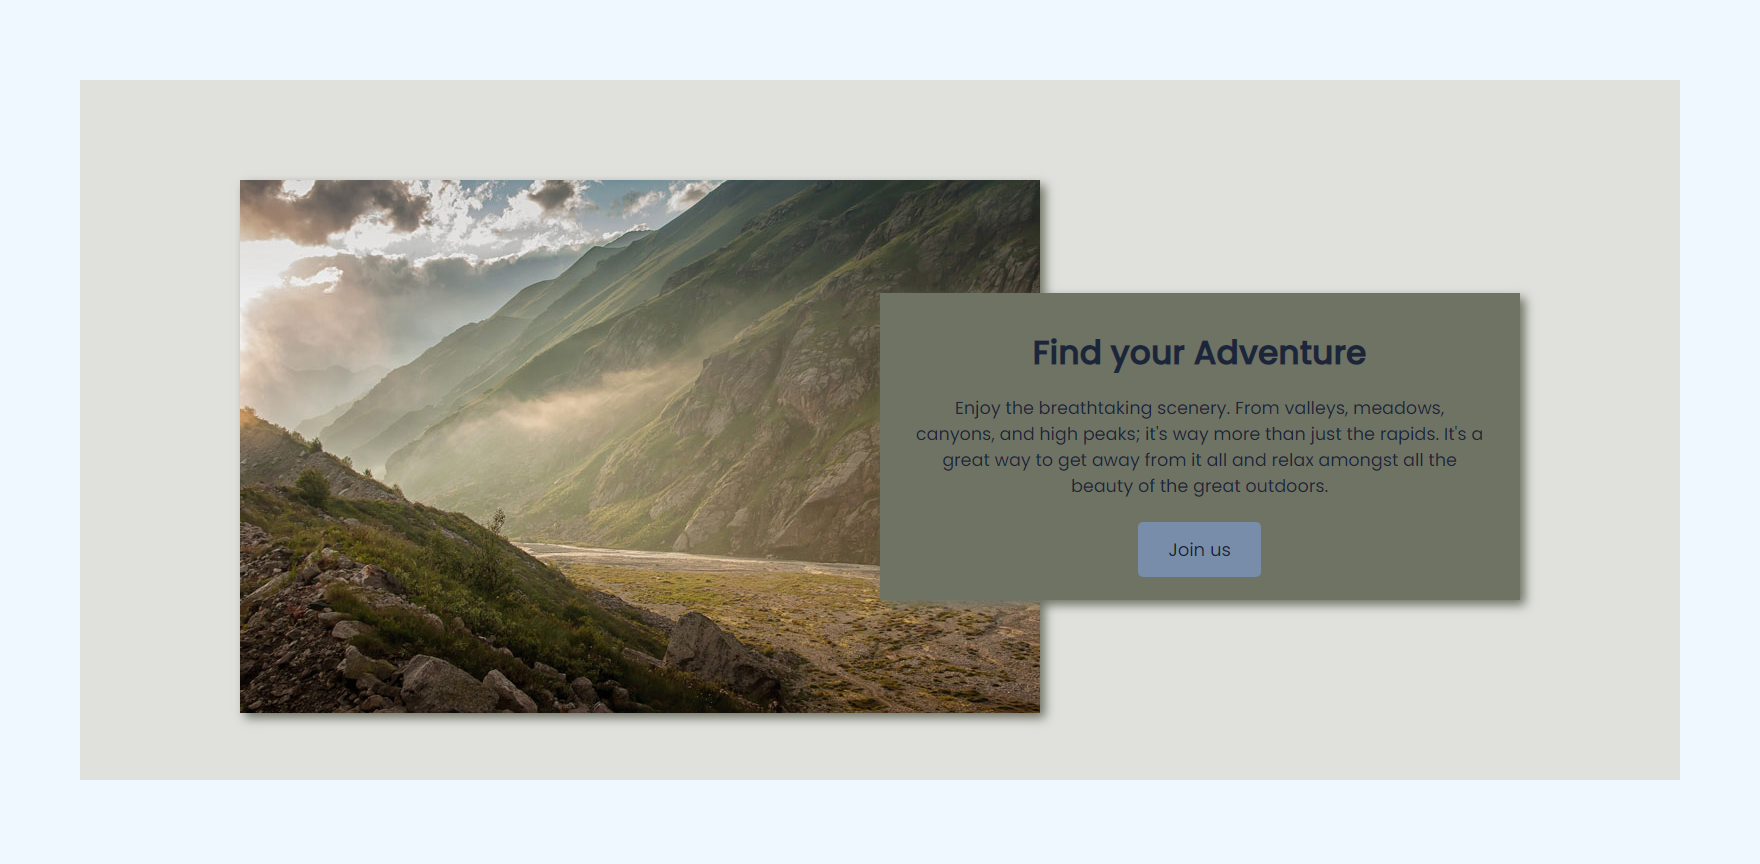 Find your Adventure
Enjoy the breathtaking scenery. From valleys, meadows,
canyons, and high peaks; it's way more than just the rapids. It's a
great way to get away from it all and relax amongst all the
beauty of the great outdoors.
Join us